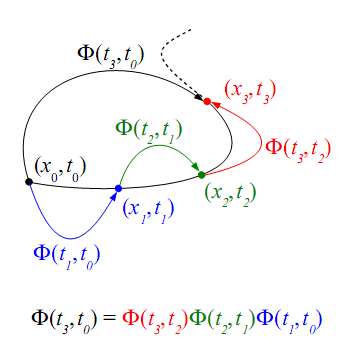 Φ(t₃,t₀)
(x₃,t₃)
Φ(t₂,t₁)
Φ(t₃,t₂)
(x₀,t₀)
(x₂,t₂)
(x₁,t₁)
Φ(t₁,t₀)
Φ(t₃,t₀) = Φ(t₃,t₂)Φ(t₂,t₁)Φ(t₁,t₀)